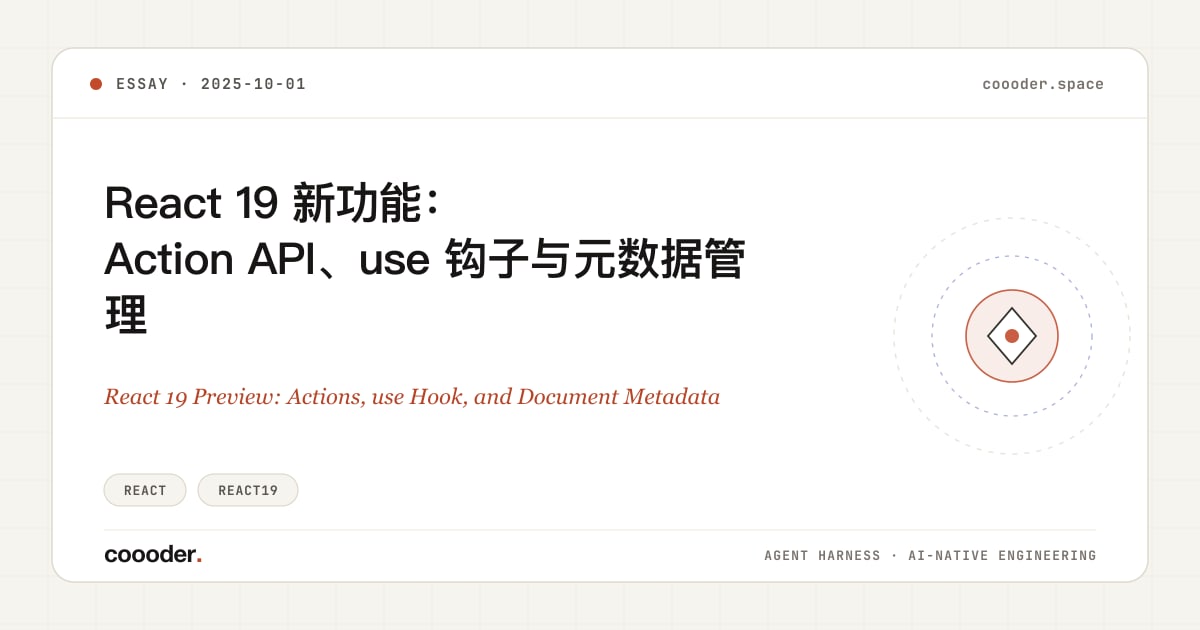 ESSAY · 2025-10-01
coooder.space
React 19 新功能：
Action API、use 钩子与元数据管
理
React 19 Preview: Actions, use Hook, and Document Metadata
REACT
REACT19
coooder.
AGENT HARNESS · AI-NATIVE ENGINEERING